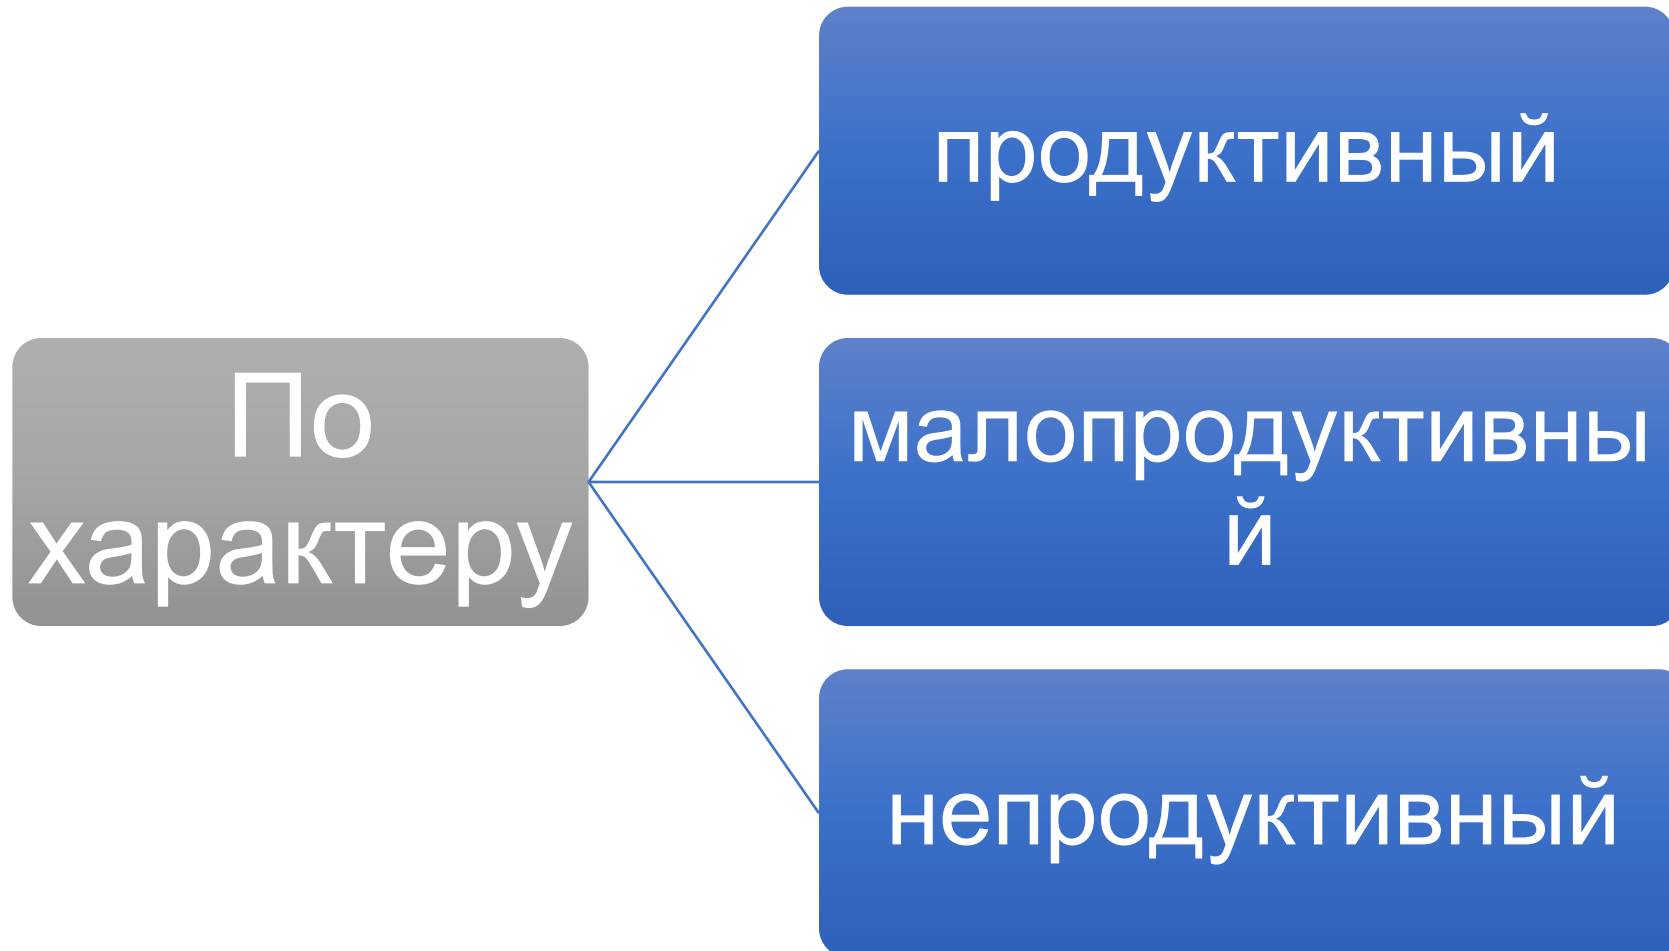 По
характеру
продуктивный
малопродуктивны
й
непродуктивный